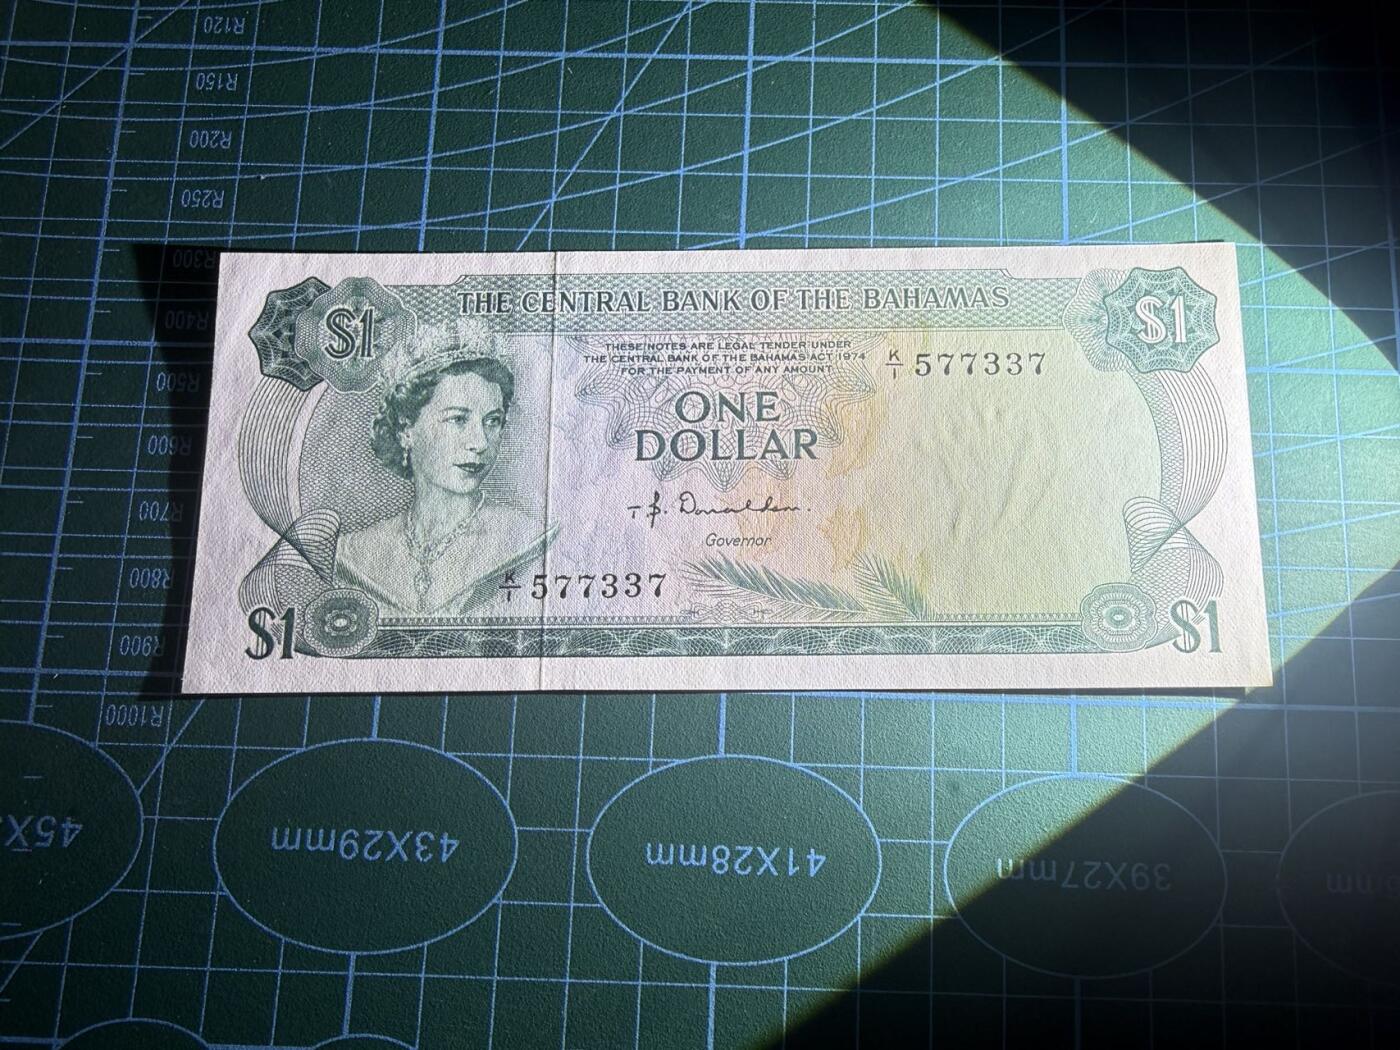 R120
R150
R200
R250
R300
R400
R500
R600
R700
R800
R900
R1000
$1
THE CENTRAL BANK OF THE BAHAMAS
$1
THESE NOTES ARE LEGAL TENDER UNDER
THE CENTRAL BANK OF THE BAHAMAS ACT 1974
FOR THE PAYMENT OF ANY AMOUNT
K/1 577337
ONE
DOLLAR
T.B. Donaldson.
Governor
K/1 577337
$1
$1
43X29mm
41X28mm
39X27mm